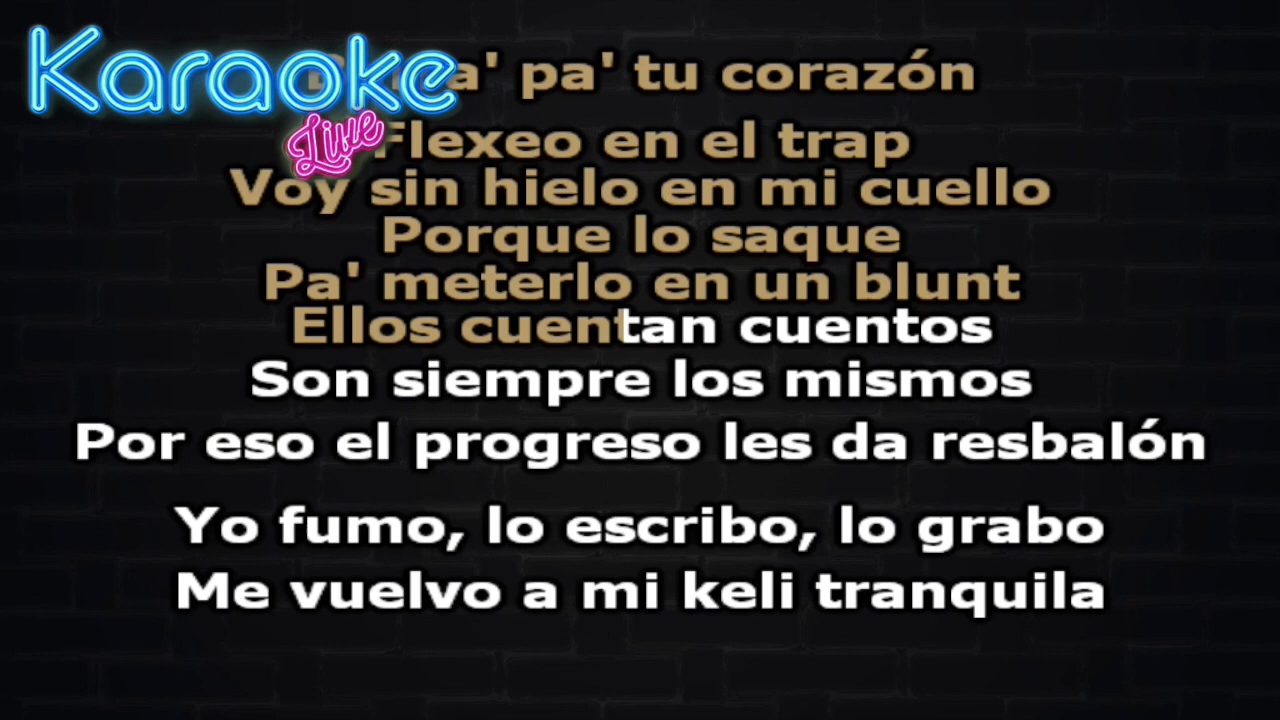 Karaoke
Live
pa' tu corazón
Flexeo en el trap
Voy sin hielo en mi cuello
Porque lo saque
Pa' meterlo en un blunt
Ellos cuentan cuentos
Son siempre los mismos
Por eso el progreso les da resbalón
Yo fumo, lo escribo, lo grabo
Me vuelvo a mi keli tranquila